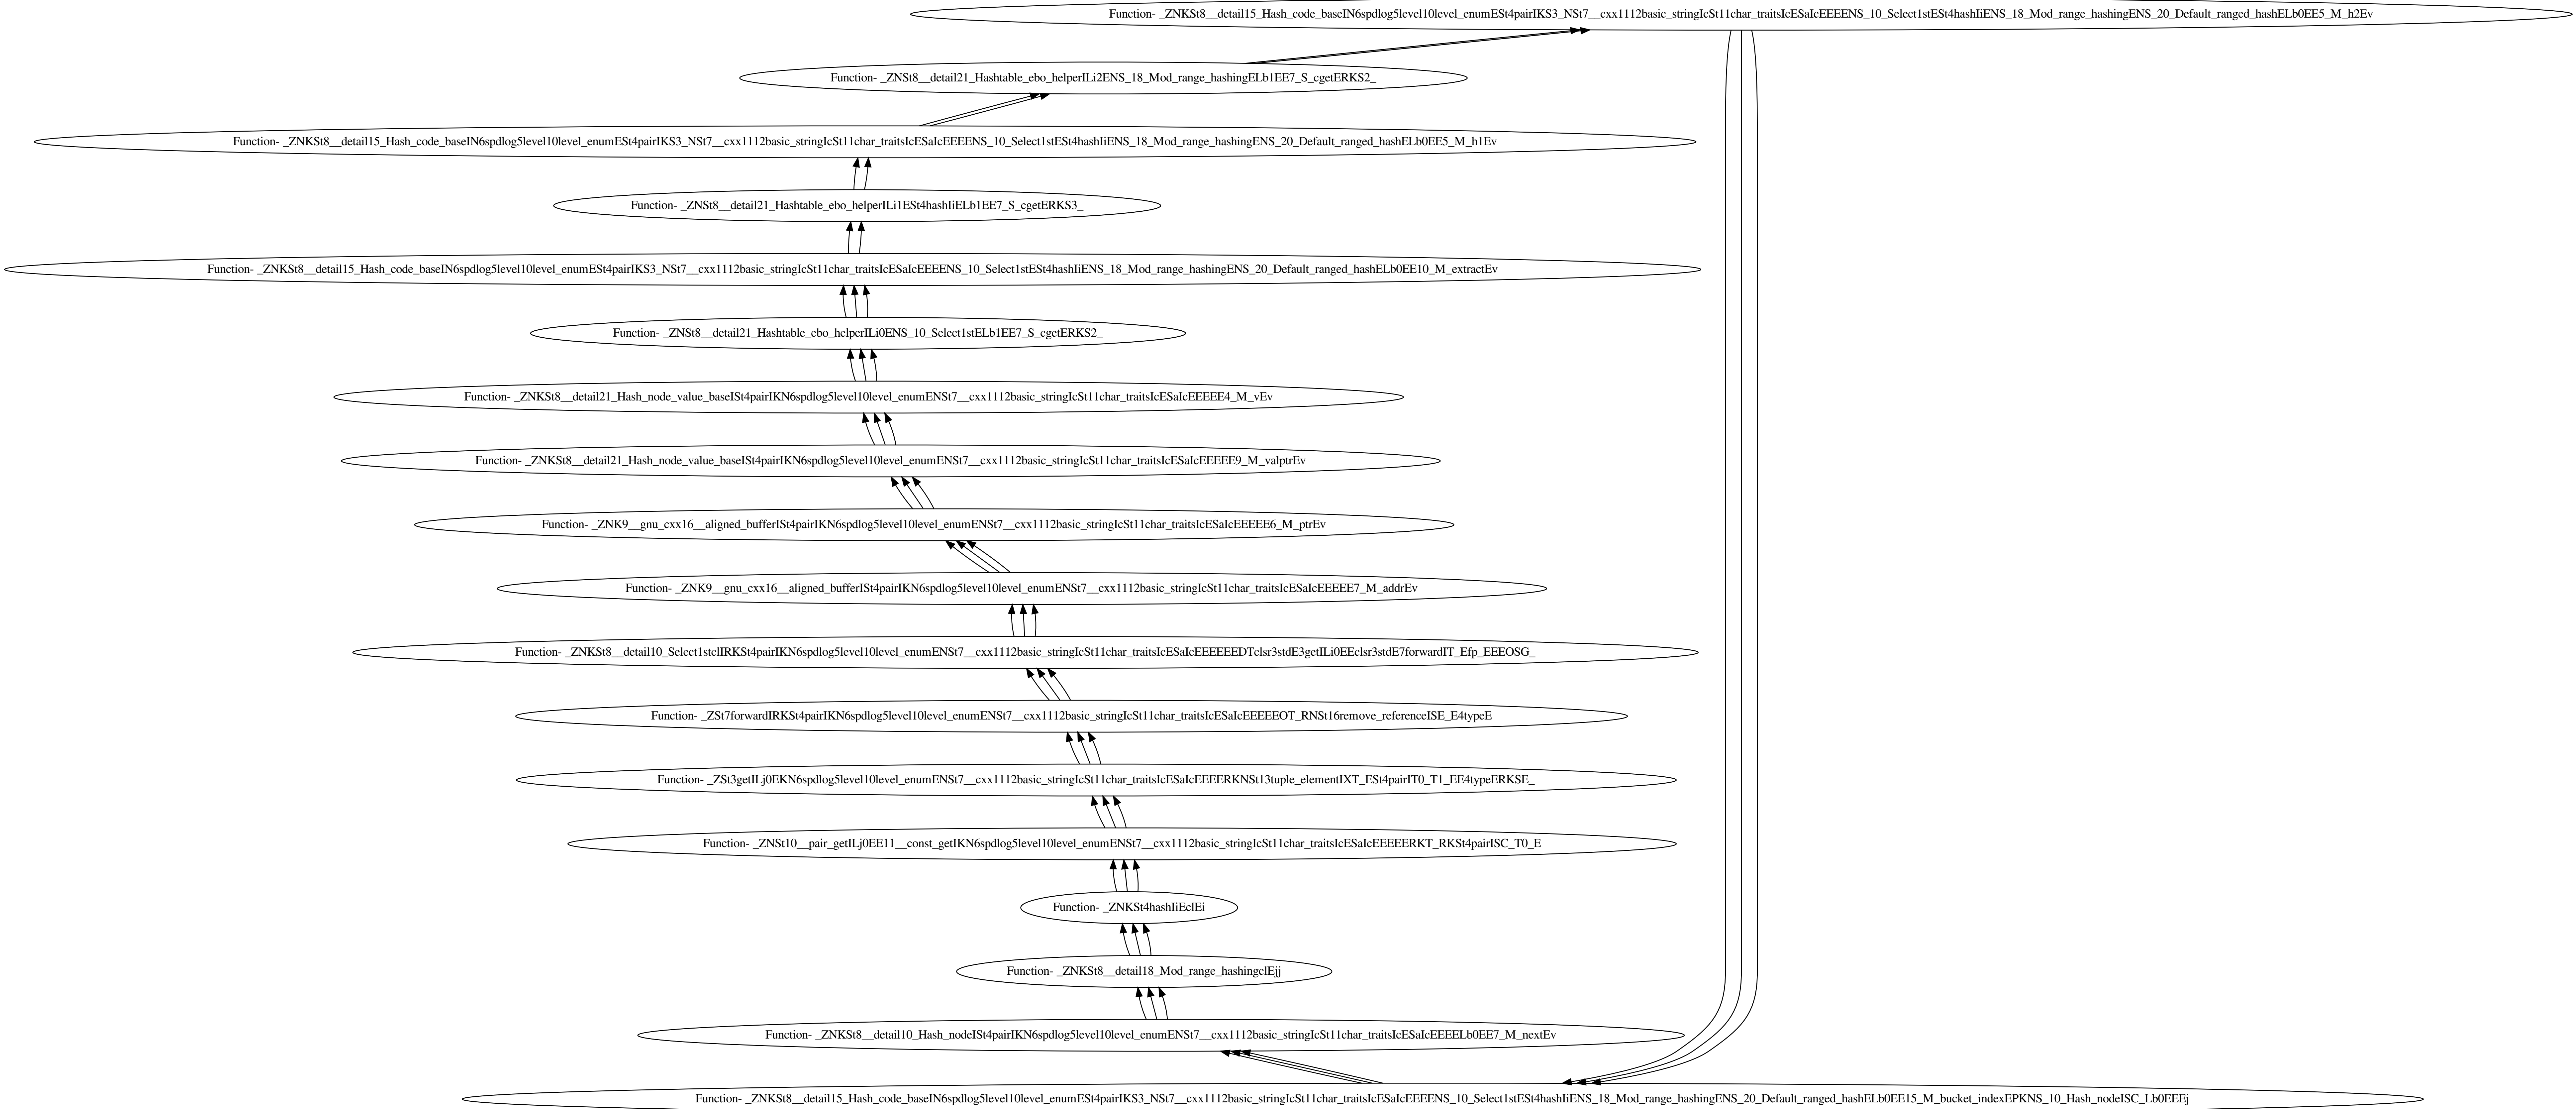 Function- _ZNKSt8__detail15_Hash_code_baseIN6spdlog5level10level_enumESt4pairIKS3_NSt7__cxx1112basic_stringIcSt11char_traitsIcESaIcEEEENS_10_Select1stESt4hashIiENS_18_Mod_range_hashingENS_20_Default_ranged_hashELb0EE5_M_h2Ev
Function- _ZNSt8__detail21_Hashtable_ebo_helperILi2ENS_18_Mod_range_hashingELb1EE7_S_cgetERKS2_
Function- _ZNKSt8__detail15_Hash_code_baseIN6spdlog5level10level_enumESt4pairIKS3_NSt7__cxx1112basic_stringIcSt11char_traitsIcESaIcEEEENS_10_Select1stESt4hashIiENS_18_Mod_range_hashingENS_20_Default_ranged_hashELb0EE5_M_h1Ev
Function- _ZNSt8__detail21_Hashtable_ebo_helperILi1ESt4hashIiELb1EE7_S_cgetERKS3_
Function- _ZNKSt8__detail15_Hash_code_baseIN6spdlog5level10level_enumESt4pairIKS3_NSt7__cxx1112basic_stringIcSt11char_traitsIcESaIcEEEENS_10_Select1stESt4hashIiENS_18_Mod_range_hashingENS_20_Default_ranged_hashELb0EE10_M_extractEv
Function- _ZNSt8__detail21_Hashtable_ebo_helperILi0ENS_10_Select1stELb1EE7_S_cgetERKS2_
Function- _ZNKSt8__detail21_Hash_node_value_baseISt4pairIKN6spdlog5level10level_enumENSt7__cxx1112basic_stringIcSt11char_traitsIcESaIcEEEEE4_M_vEv
Function- _ZNKSt8__detail21_Hash_node_value_baseISt4pairIKN6spdlog5level10level_enumENSt7__cxx1112basic_stringIcSt11char_traitsIcESaIcEEEEE9_M_valptrEv
Function- _ZNK9__gnu_cxx16__aligned_bufferISt4pairIKN6spdlog5level10level_enumENSt7__cxx1112basic_stringIcSt11char_traitsIcESaIcEEEEE6_M_ptrEv
Function- _ZNK9__gnu_cxx16__aligned_bufferISt4pairIKN6spdlog5level10level_enumENSt7__cxx1112basic_stringIcSt11char_traitsIcESaIcEEEEE7_M_addrEv
Function- _ZNKSt8__detail10_Select1stclIRKSt4pairIKN6spdlog5level10level_enumENSt7__cxx1112basic_stringIcSt11char_traitsIcESaIcEEEEEEDTclsr3stdE3getILi0EEclsr3stdE7forwardIT_Efp_EEEOSG_
Function- _ZSt7forwardIRKSt4pairIKN6spdlog5level10level_enumENSt7__cxx1112basic_stringIcSt11char_traitsIcESaIcEEEEEOT_RNSt16remove_referenceISE_E4typeE
Function- _ZSt3getILj0EKN6spdlog5level10level_enumENSt7__cxx1112basic_stringIcSt11char_traitsIcESaIcEEEERKNSt13tuple_elementIXT_ESt4pairIT0_T1_EE4typeERKSE_
Function- _ZNSt10__pair_getILj0EE11__const_getIKN6spdlog5level10level_enumENSt7__cxx1112basic_stringIcSt11char_traitsIcESaIcEEEEERKT_RKSt4pairISC_T0_E
Function- _ZNKSt4hashIiEclEi
Function- _ZNKSt8__detail18_Mod_range_hashingclEjj
Function- _ZNKSt8__detail10_Hash_nodeISt4pairIKN6spdlog5level10level_enumENSt7__cxx1112basic_stringIcSt11char_traitsIcESaIcEEEELb0EE7_M_nextEv
Function- _ZNKSt8__detail15_Hash_code_baseIN6spdlog5level10level_enumESt4pairIKS3_NSt7__cxx1112basic_stringIcSt11char_traitsIcESaIcEEEENS_10_Select1stESt4hashIiENS_18_Mod_range_hashingENS_20_Default_ranged_hashELb0EE15_M_bucket_indexEPKNS_10_Hash_nodeISC_Lb0EEEj